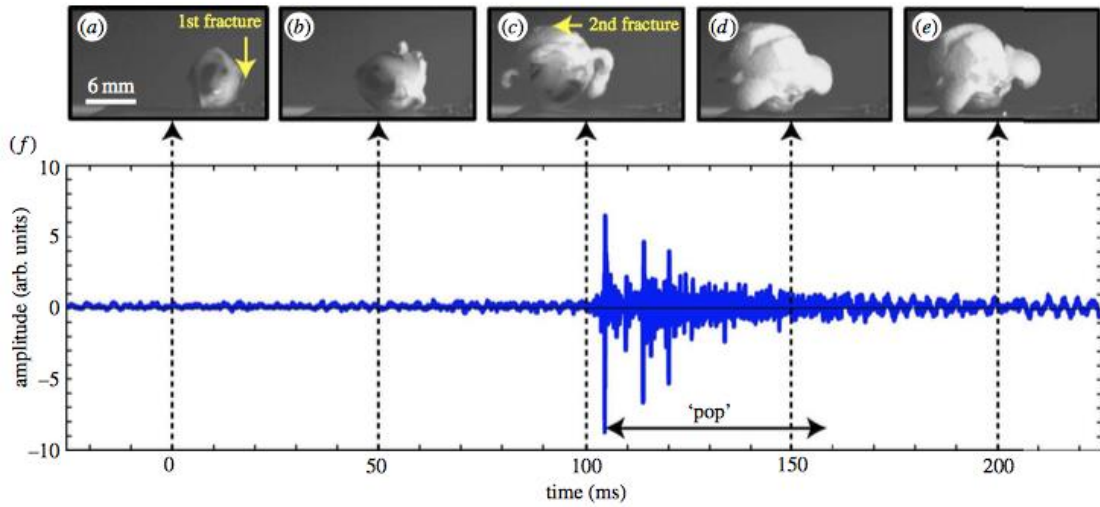 (a) 1st fracture (b) (c) 2nd fracture (d) (e)
6 mm
(f)
10
5
0
−5
−10
amplitude (arb. units)
'pop'
0 50 100 150 200
time (ms)